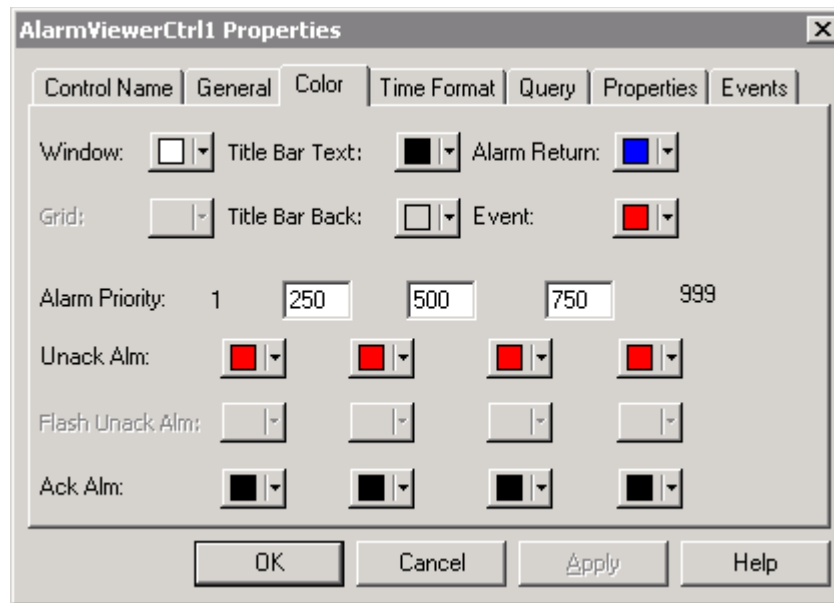 AlarmViewerCtrl1 Properties
Control Name General Color Time Format Query Properties Events
Window: Title Bar Text: Alarm Return:
Grid: Title Bar Back: Event:
Alarm Priority: 1 250 500 750 999
Unack Alm:
Flash Unack Alm:
Ack Alm:
OK Cancel Apply Help